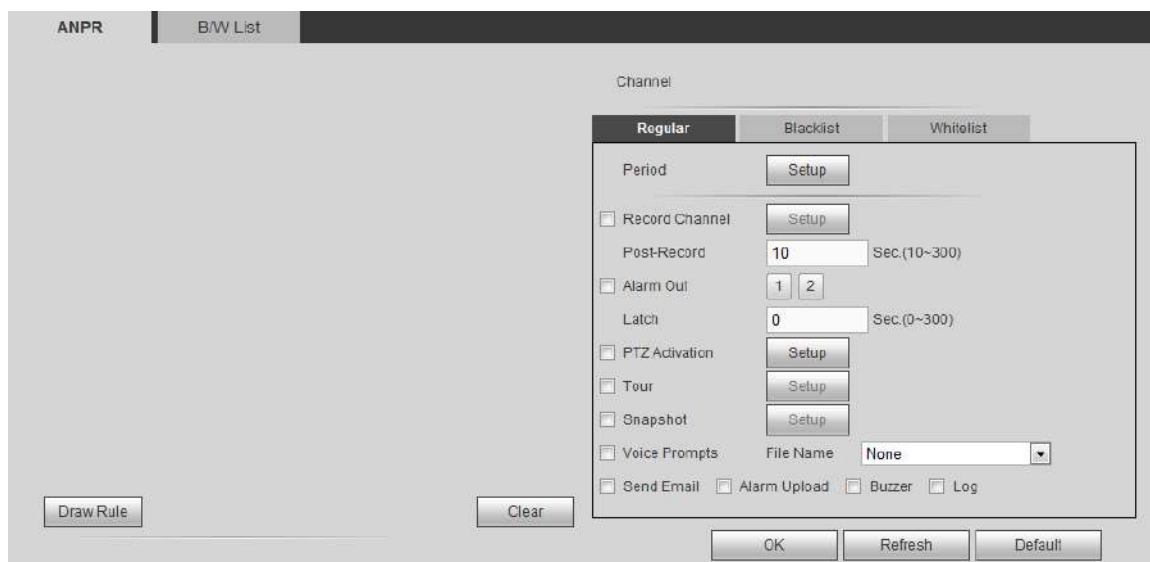 ANPR B/W List
Channel
Regular Blacklist Whitelist
Period Setup
Record Channel Setup
Post-Record 10 Sec.(10~300)
Alarm Out 1 2
Latch 0 Sec.(0~300)
PTZ Activation Setup
Tour Setup
Snapshot Setup
Voice Prompts File Name None
Send Email Alarm Upload Buzzer Log
Draw Rule Clear
OK Refresh Default